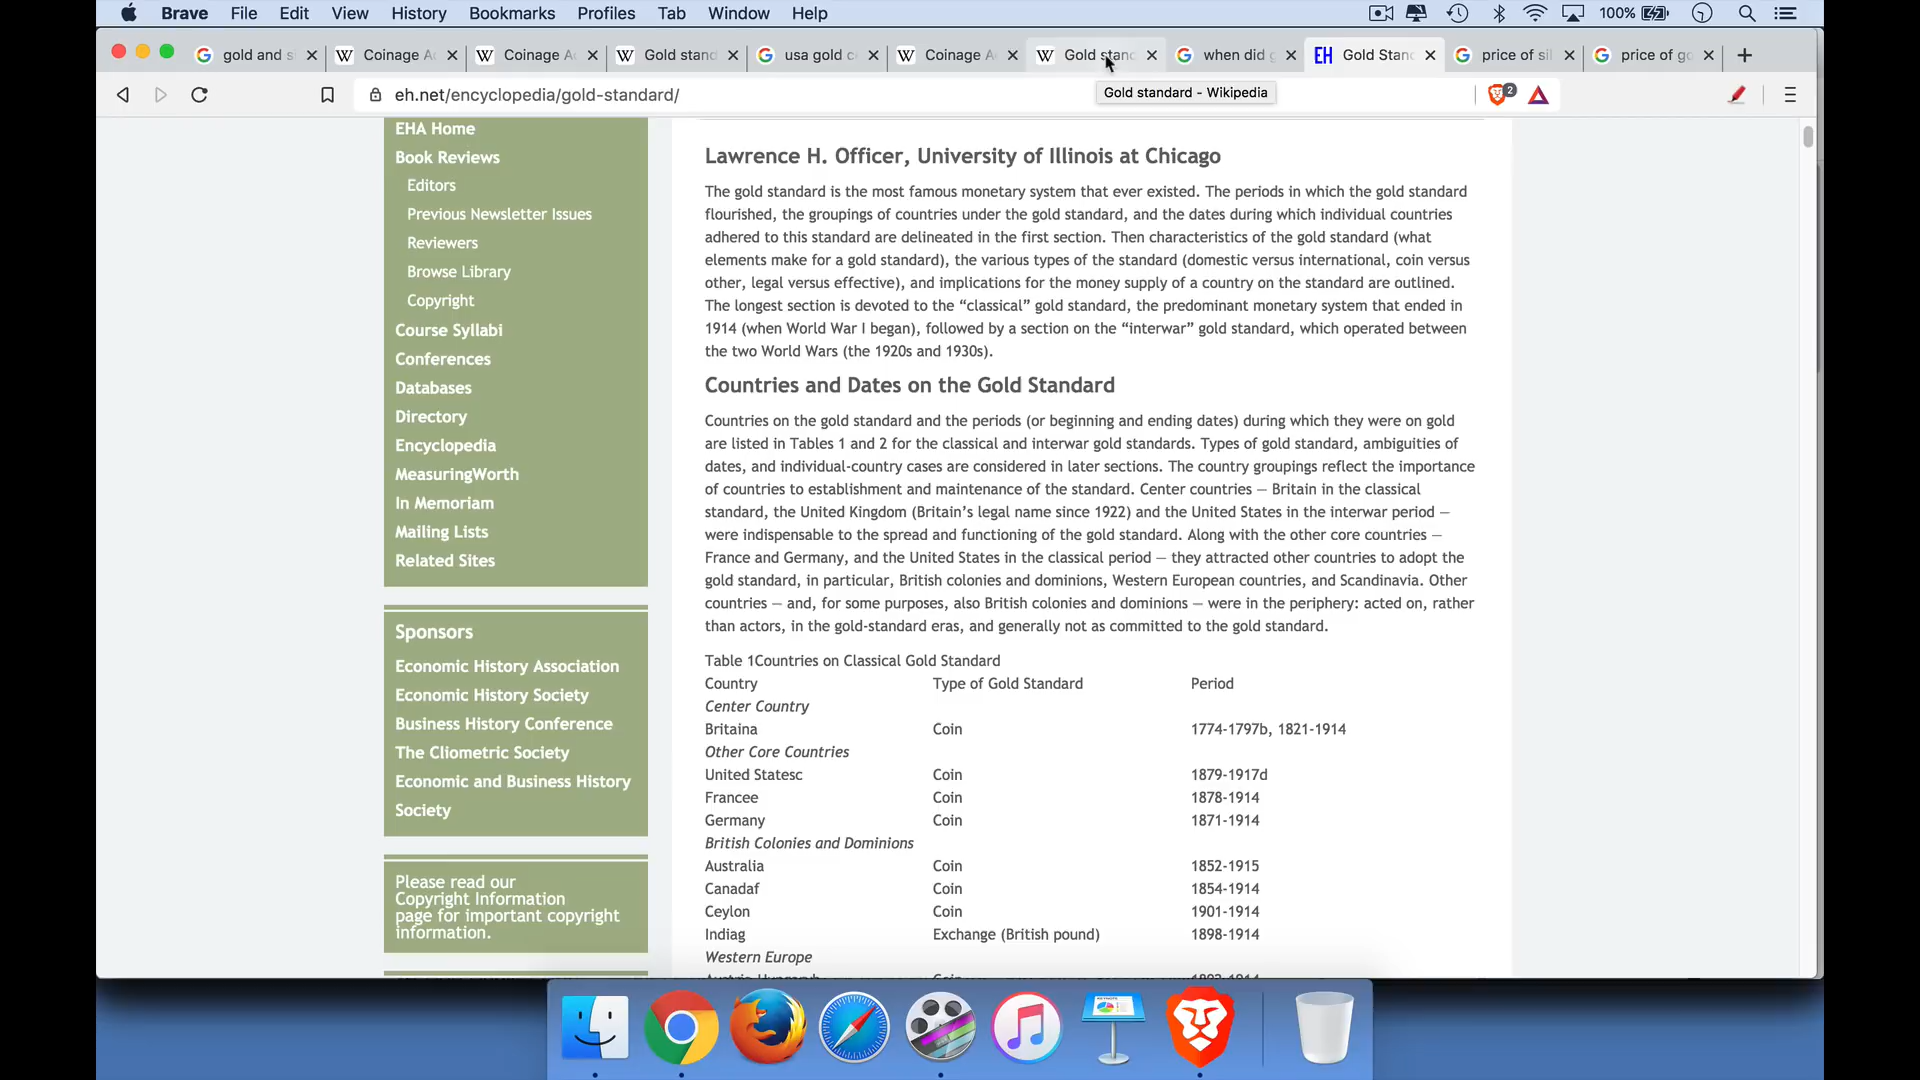 Brave File Edit View History Bookmarks Profiles Tab Window Help 100%
gold and si Coinage Ac Coinage Ac Gold stand usa gold c Coinage A Gold stand when did g EH Gold Stan price of sil price of go
eh.net/encyclopedia/gold-standard/
2
Gold standard - Wikipedia
EHA Home
Book Reviews
Editors
Previous Newsletter Issues
Reviewers
Browse Library
Copyright
Course Syllabi
Conferences
Databases
Directory
Encyclopedia
MeasuringWorth
In Memoriam
Mailing Lists
Related Sites
Sponsors
Economic History Association
Economic History Society
Business History Conference
The Cliometric Society
Economic and Business History
Society
Please read our
Copyright Information
page for important copyright
information.
Lawrence H. Officer, University of Illinois at Chicago
The gold standard is the most famous monetary system that ever existed. The periods in which the gold standard
flourished, the groupings of countries under the gold standard, and the dates during which individual countries
adhered to this standard are delineated in the first section. Then characteristics of the gold standard (what
elements make for a gold standard), the various types of the standard (domestic versus international, coin versus
other, legal versus effective), and implications for the money supply of a country on the standard are outlined.
The longest section is devoted to the “classical” gold standard, the predominant monetary system that ended in
1914 (when World War I began), followed by a section on the “interwar” gold standard, which operated between
the two World Wars (the 1920s and 1930s).
Countries and Dates on the Gold Standard
Countries on the gold standard and the periods (or beginning and ending dates) during which they were on gold
are listed in Tables 1 and 2 for the classical and interwar gold standards. Types of gold standard, ambiguities of
dates, and individual-country cases are considered in later sections. The country groupings reflect the importance
of countries to establishment and maintenance of the standard. Center countries — Britain in the classical
standard, the United Kingdom (Britain’s legal name since 1922) and the United States in the interwar period —
were indispensable to the spread and functioning of the gold standard. Along with the other core countries —
France and Germany, and the United States in the classical period — they attracted other countries to adopt the
gold standard, in particular, British colonies and dominions, Western European countries, and Scandinavia. Other
countries — and, for some purposes, also British colonies and dominions — were in the periphery: acted on, rather
than actors, in the gold-standard eras, and generally not as committed to the gold standard.
Table 1Countries on Classical Gold Standard
Country Type of Gold Standard Period
Center Country
Britaina Coin 1774-1797b, 1821-1914
Other Core Countries
United Statesc Coin 1879-1917d
Francee Coin 1878-1914
Germany Coin 1871-1914
British Colonies and Dominions
Australia Coin 1852-1915
Canadaf Coin 1854-1914
Ceylon Coin 1901-1914
Indiag Exchange (British pound) 1898-1914
Western Europe
KEYNOTE